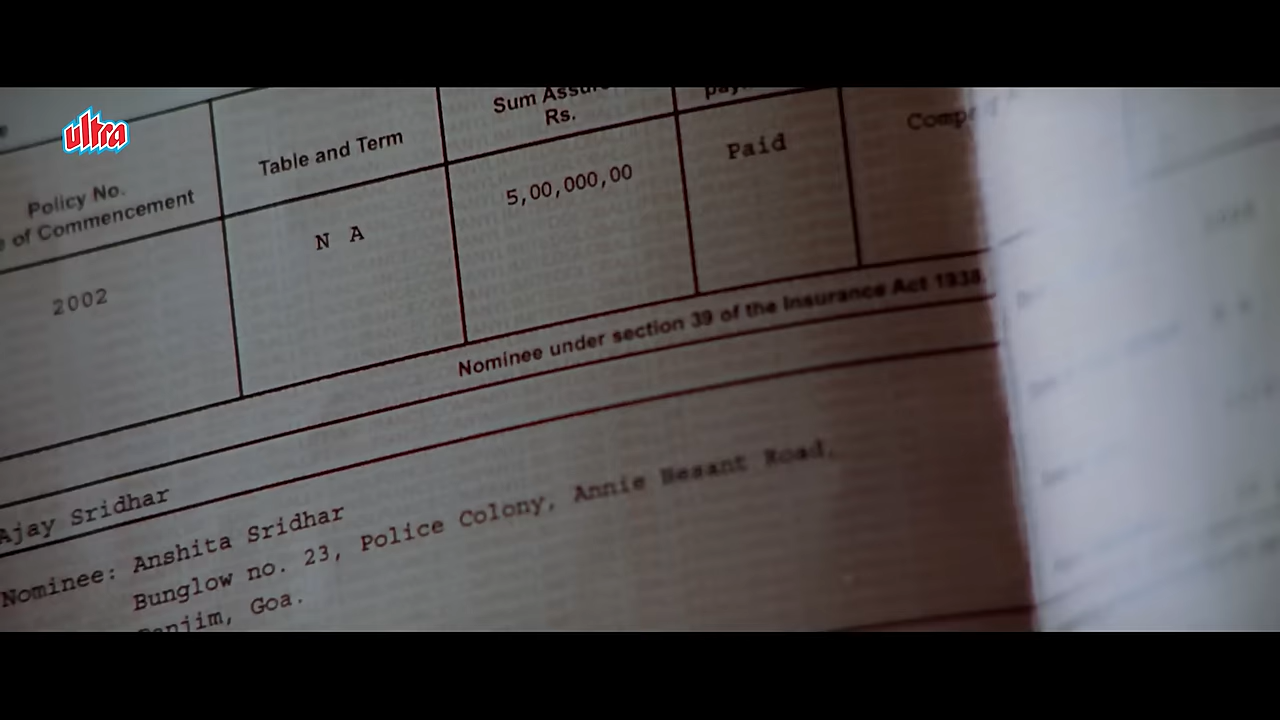 ultra
Policy No.
of Commencement
2002
Table and Term
N A
Sum
Rs.
5,00,000,00
Paid
Nominee under section 39 of the Insurance Act 1938.
Ajay Sridhar
Nominee: Anshita Sridhar
Bunglow no. 23, Police Colony, Annie Besant Road,
Goa.